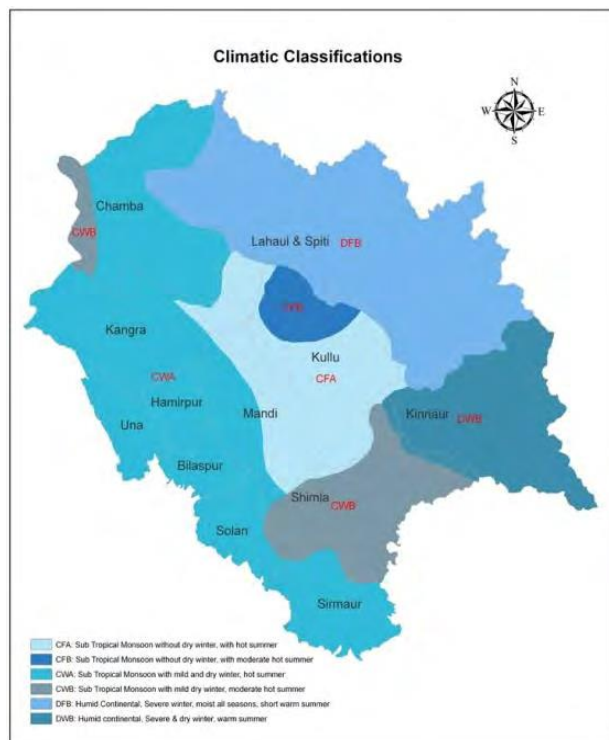 Climatic Classifications
N
W E
S
Chamba
CWB
Lahaul & Spiti DFB
Kangra
Kullu
CWA
CFA
Hamirpur
Mandi
Kinnaur DWB
Una
Bilaspur
Shimla
CWB
Solan
Sirmaur
CFA: Sub Tropical Monsoon without dry winter, with hot summer
CFB: Sub Tropical Monsoon without dry winter, with moderate hot summer
CWA: Sub Tropical Monsoon with mild and dry winter, hot summer
CWB: Sub Tropical Monsoon with mild dry winter, moderate hot summer
DFB: Humid Continental, Severe winter, moist all seasons, short warm summer
DWB: Humid continental, Severe & dry winter, warm summer